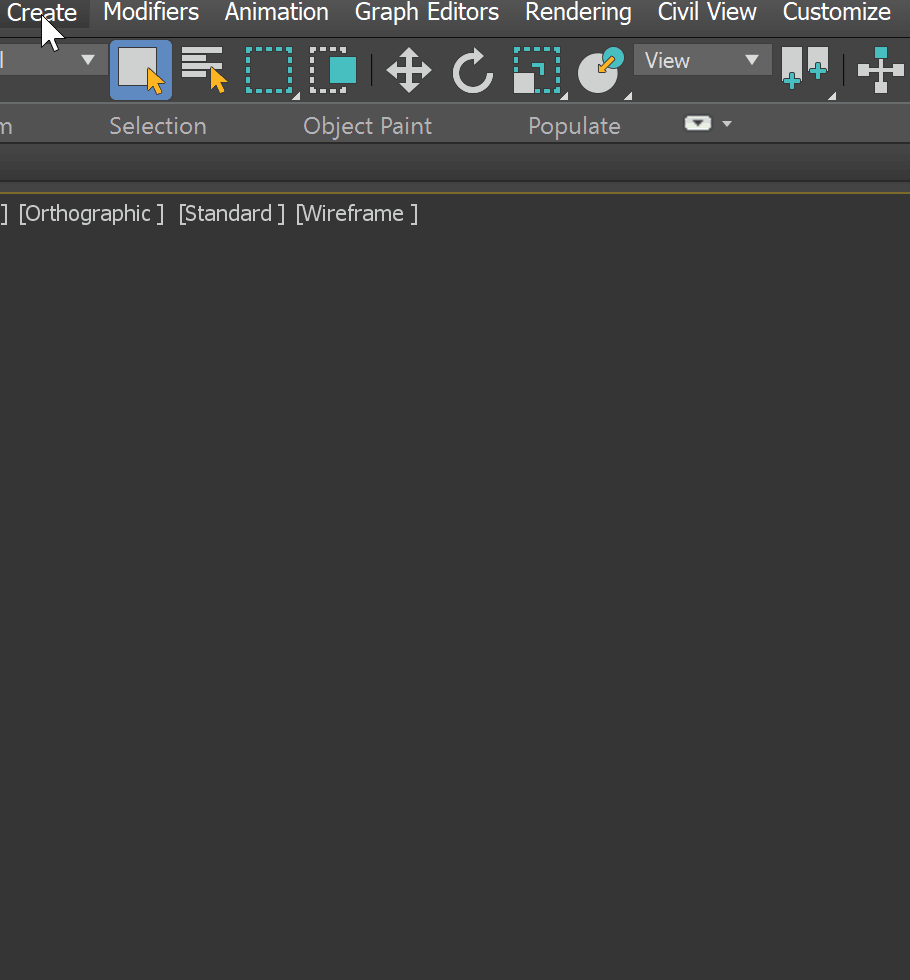 Create Modifiers Animation Graph Editors Rendering Civil View Customize
l View
m Selection Object Paint Populate
] [Orthographic ] [Standard ] [Wireframe ]